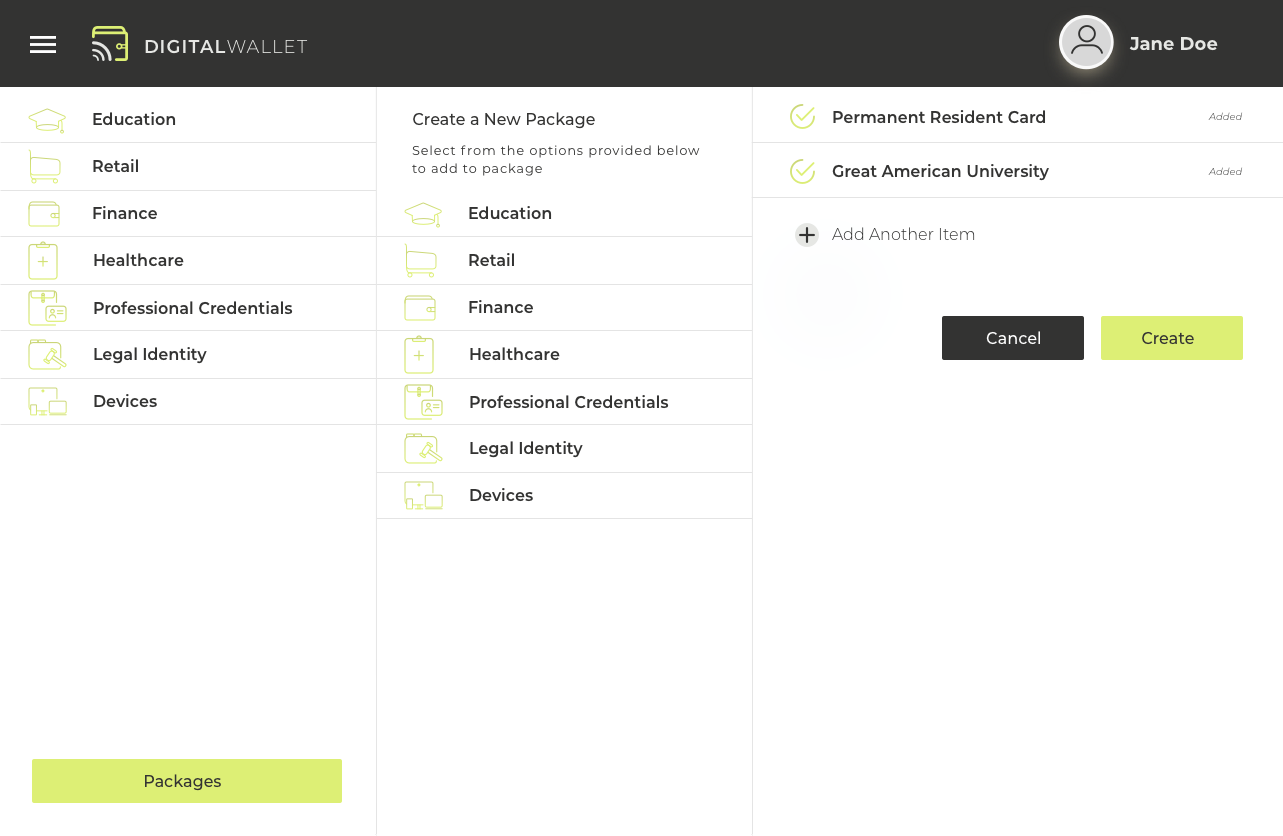 DIGITALWALLET
Jane Doe
Education
Retail
Finance
Healthcare
Professional Credentials
Legal Identity
Devices
Packages
Create a New Package
Select from the options provided below
to add to package
Education
Retail
Finance
Healthcare
Professional Credentials
Legal Identity
Devices
Permanent Resident Card Added
Great American University Added
Add Another Item
Cancel Create